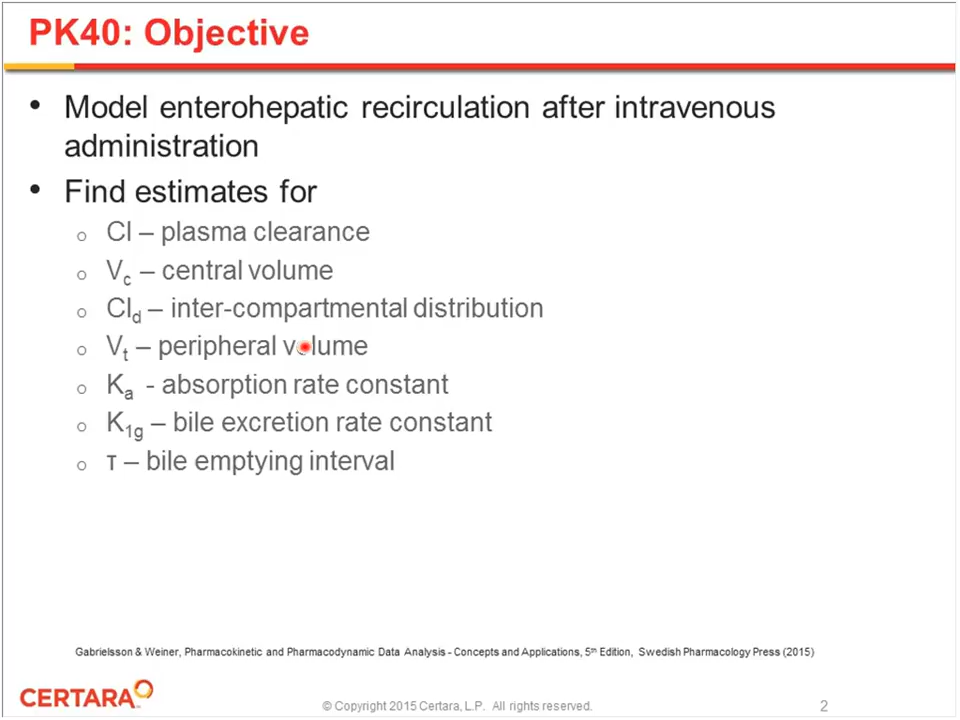 PK40: Objective
• Model enterohepatic recirculation after intravenous
administration
• Find estimates for
o Cl – plasma clearance
o Vc – central volume
o Cld – inter-compartmental distribution
o Vt – peripheral volume
o Ka - absorption rate constant
o K1g – bile excretion rate constant
o τ – bile emptying interval
Gabrielsson & Weiner, Pharmacokinetic and Pharmacodynamic Data Analysis - Concepts and Applications, 5th Edition, Swedish Pharmacology Press (2015)
CERTARA™
© Copyright 2015 Certara, L.P. All rights reserved.
2